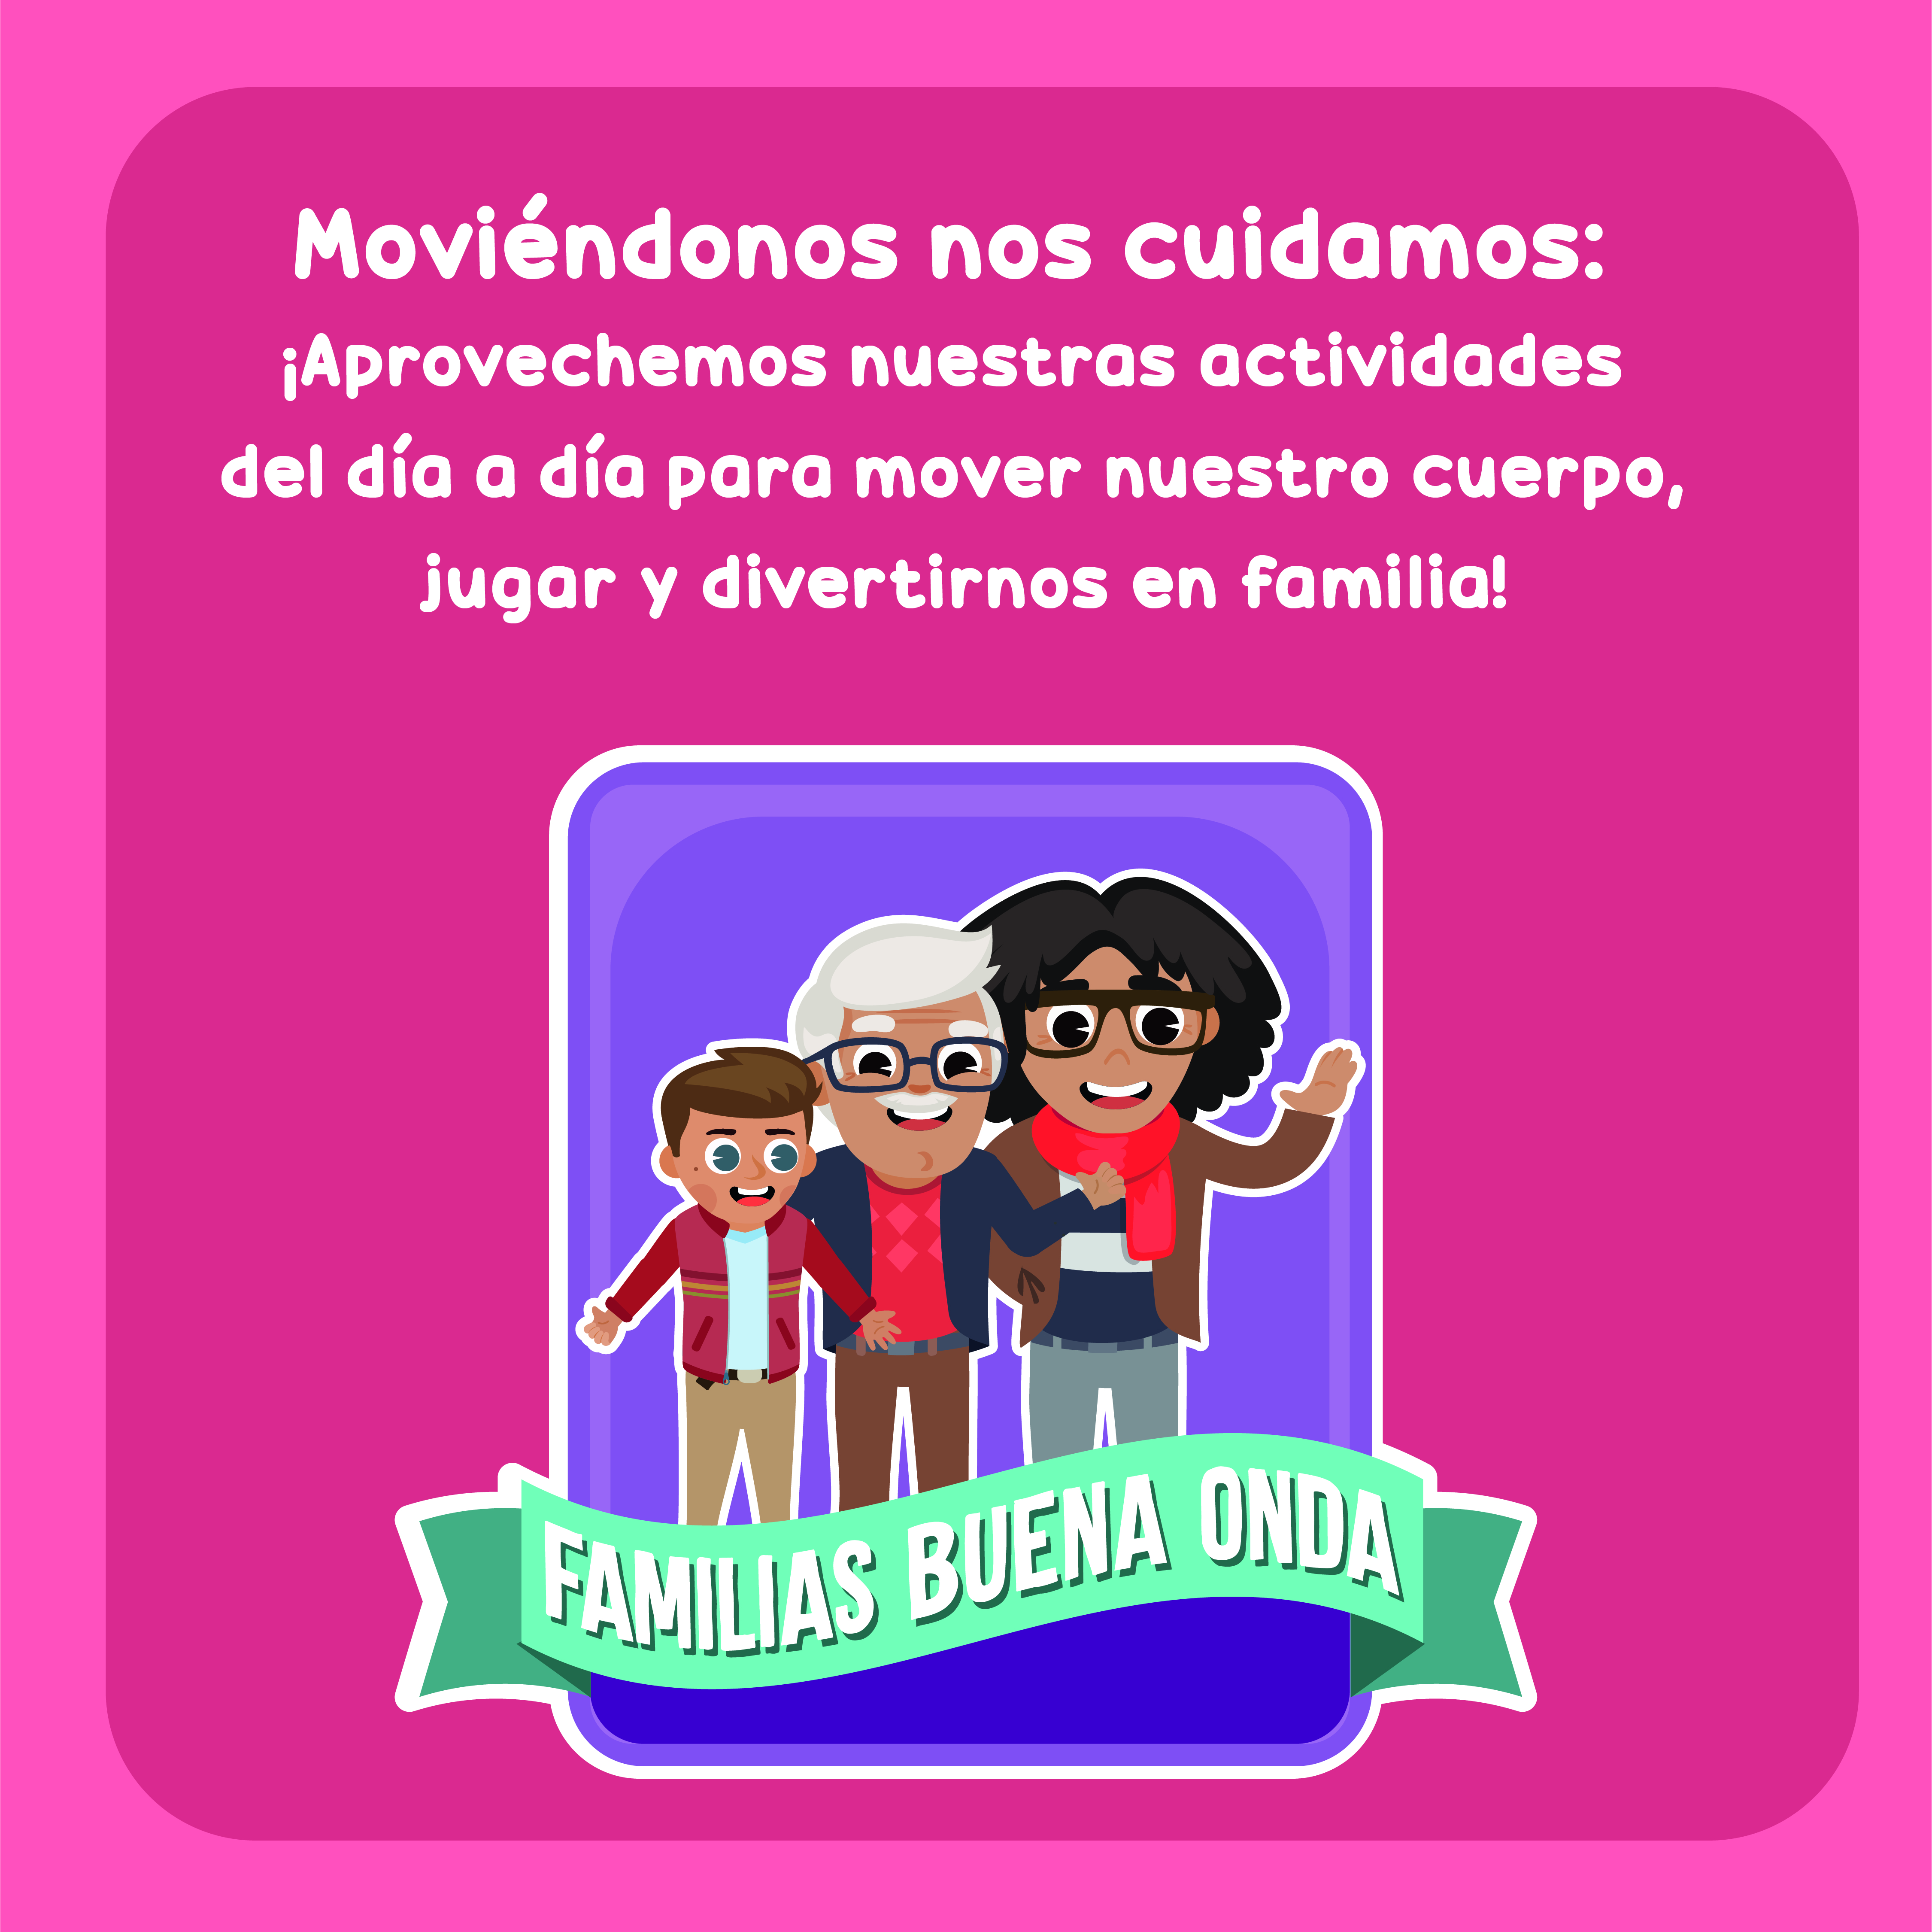 Moviéndonos nos cuidamos:
¡Aprovechemos nuestras actividades
del día a día para mover nuestro cuerpo,
jugar y divertirnos en familia!
FAMILIAS BUENA ONDA